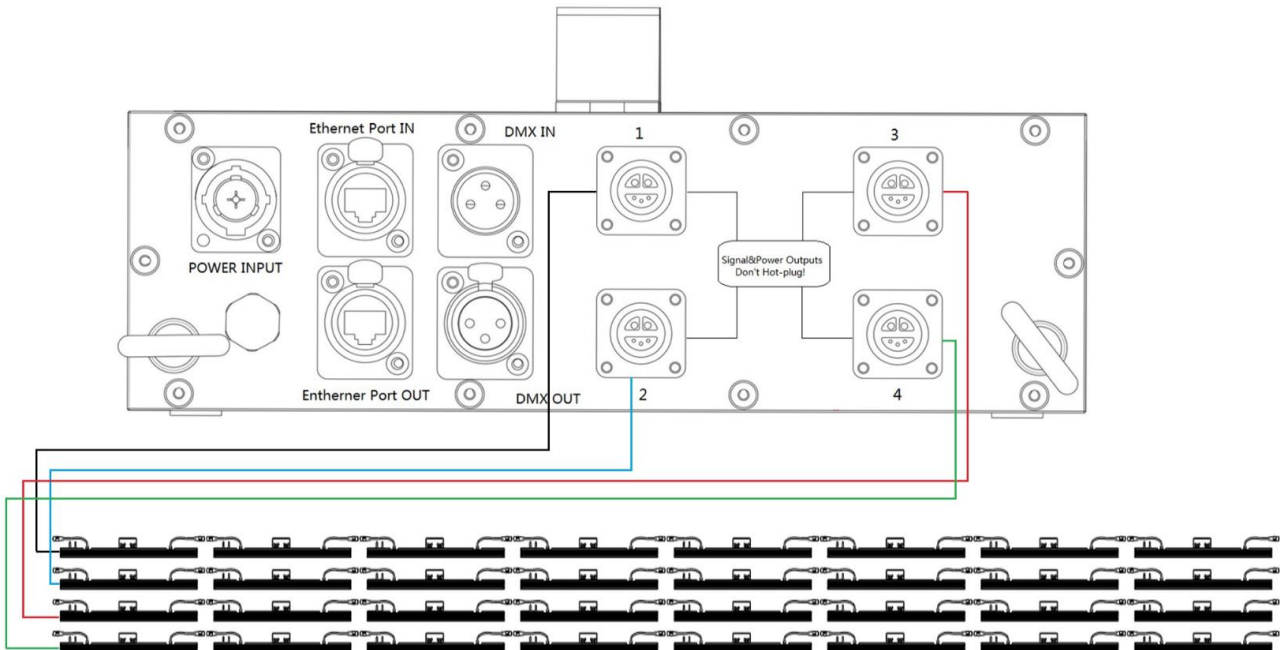 Ethernet Port IN
DMX IN
1
3
POWER INPUT
Signal&Power Outputs
Don't Hot-plug!
Entherner Port OUT
DMX OUT
2
4